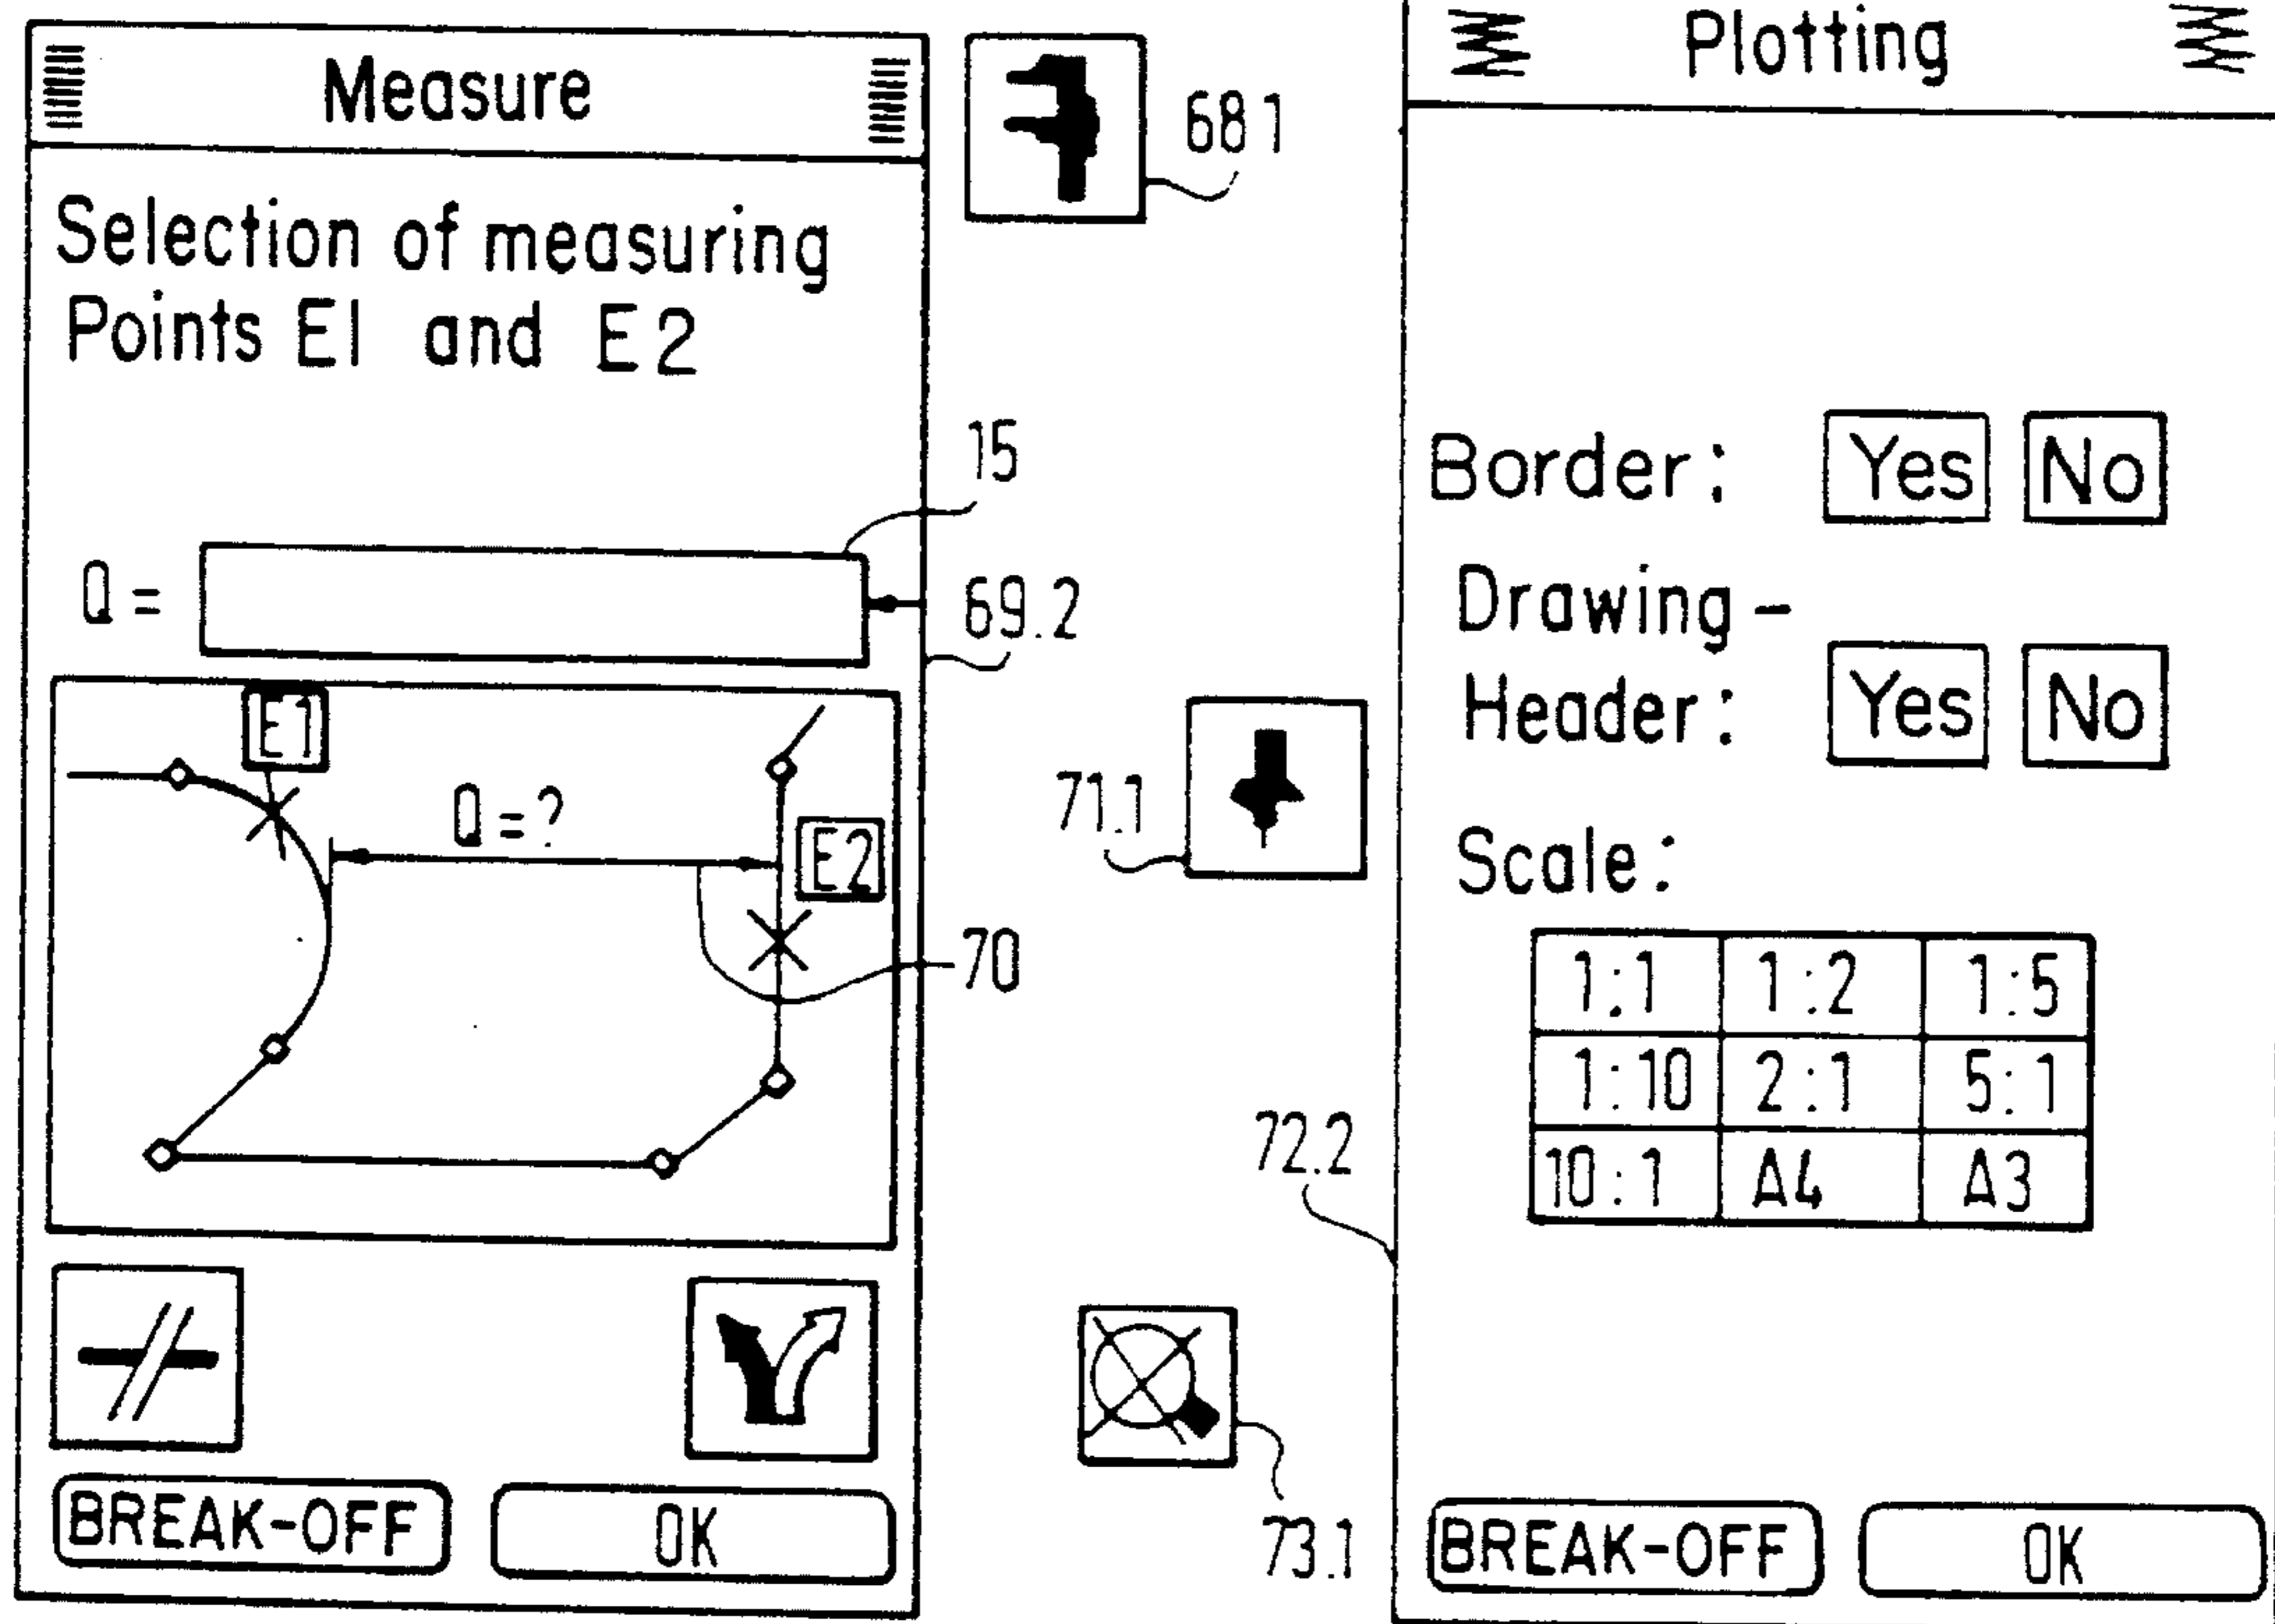 Measure
Selection of measuring
Points E1 and E2
15
Q =
69.2
E1
Q = ?
E2
70
BREAK-OFF
OK
681
71.1
72.2
73.1
Plotting
Border: Yes No
Drawing-
Header: Yes No
Scale:
1:1 1:2 1:5
1:10 2:1 5:1
10:1 A4 A3
BREAK-OFF
OK